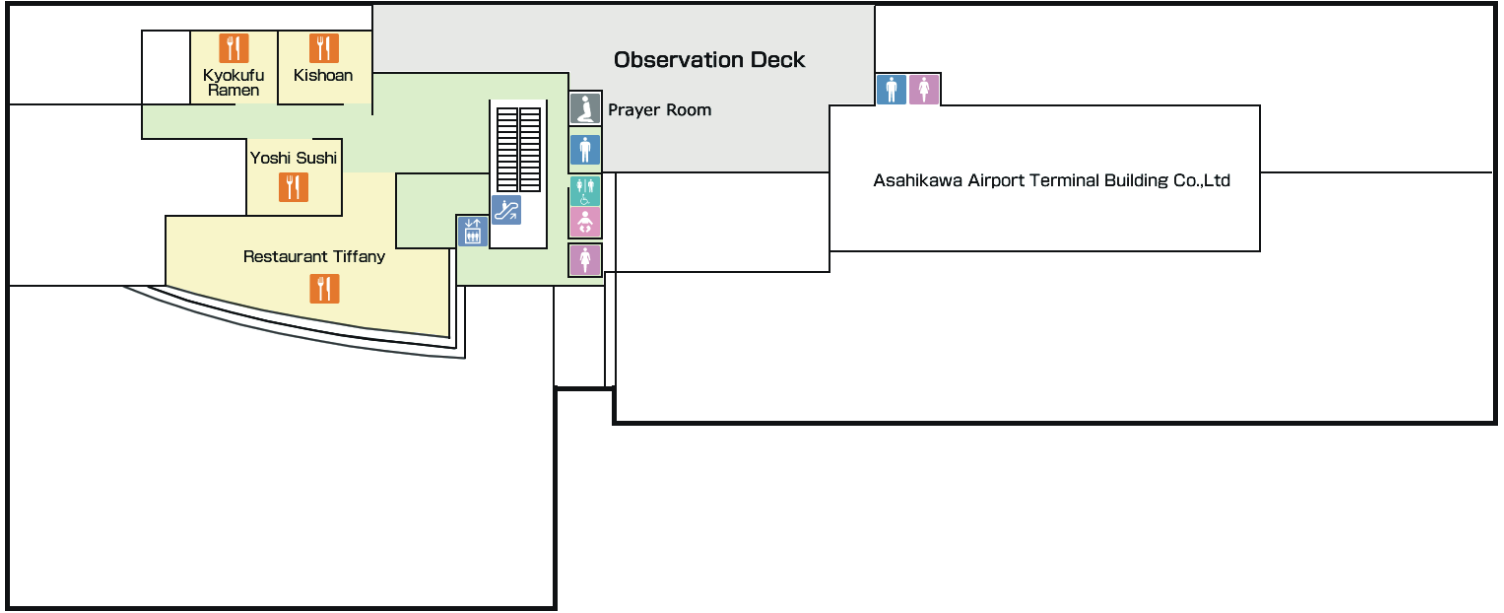 Observation Deck
Kyokufu
Ramen
Kishoan
Prayer Room
Yoshi Sushi
Asahikawa Airport Terminal Building Co.,Ltd
Restaurant Tiffany